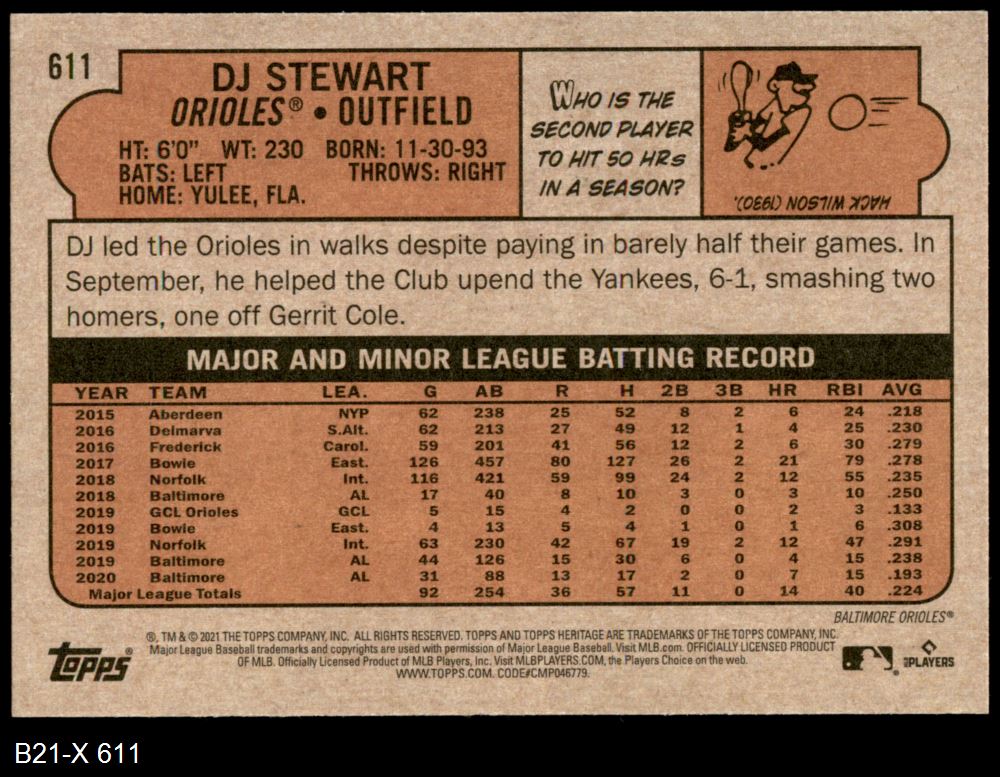 611
DJ STEWART
ORIOLES® • OUTFIELD
HT: 6'0" WT: 230 BORN: 11-30-93
BATS: LEFT THROWS: RIGHT
HOME: YULEE, FLA.
WHO IS THE
SECOND PLAYER
TO HIT 50 HRs
IN A SEASON?
HACK WILSON (1930).
DJ led the Orioles in walks despite paying in barely half their games. In
September, he helped the Club upend the Yankees, 6-1, smashing two
homers, one off Gerrit Cole.
MAJOR AND MINOR LEAGUE BATTING RECORD
YEAR TEAM LEA. G AB R H 2B 3B HR RBI AVG
2015 Aberdeen NYP 62 238 25 52 8 2 6 24 .218
2016 Delmarva S.Alt. 62 213 27 49 12 1 4 25 .230
2016 Frederick Carol. 59 201 41 56 12 2 6 30 .279
2017 Bowie East. 126 457 80 127 26 2 21 79 .278
2018 Norfolk Int. 116 421 59 99 24 2 12 55 .235
2018 Baltimore AL 17 40 8 10 3 0 3 10 .250
2019 GCL Orioles GCL 5 15 4 2 0 0 2 3 .133
2019 Bowie East. 4 13 5 4 1 0 1 6 .308
2019 Norfolk Int. 63 230 42 67 19 2 12 47 .291
2019 Baltimore AL 44 126 15 30 6 0 4 15 .238
2020 Baltimore AL 31 88 13 17 2 0 7 15 .193
Major League Totals 92 254 36 57 11 0 14 40 .224
BALTIMORE ORIOLES®
Topps®
®, TM & © 2021 THE TOPPS COMPANY, INC. ALL RIGHTS RESERVED. TOPPS AND TOPPS HERITAGE ARE TRADEMARKS OF THE TOPPS COMPANY, INC.
Major League Baseball trademarks and copyrights are used with permission of Major League Baseball. Visit MLB.com. OFFICIALLY LICENSED PRODUCT
OF MLB. Officially Licensed Product of MLB Players, Inc. Visit MLBPLAYERS.COM, the Players Choice on the web.
WWW.TOPPS.COM. CODE#CMP046779.
MLB PLAYERS
B21-X 611